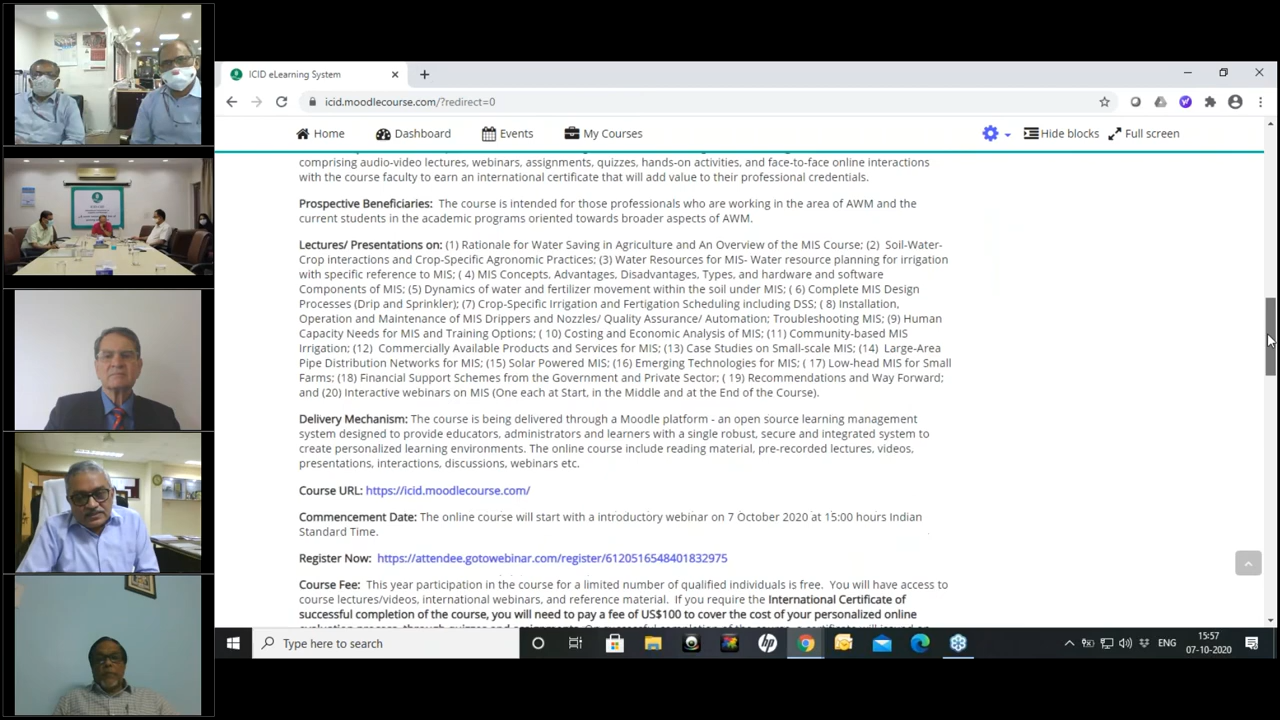 ICID eLearning System
icid.moodlecourse.com/?redirect=0
Home Dashboard Events My Courses Hide blocks Full screen
comprising audio-video lectures, webinars, assignments, quizzes, hands-on activities, and face-to-face online interactions
with the course faculty to earn an international certificate that will add value to their professional credentials.
Prospective Beneficiaries: The course is intended for those professionals who are working in the area of AWM and the
current students in the academic programs oriented towards broader aspects of AWM.
Lectures/ Presentations on: (1) Rationale for Water Saving in Agriculture and An Overview of the MIS Course; (2) Soil-Water-
Crop interactions and Crop-Specific Agronomic Practices; (3) Water Resources for MIS- Water resource planning for irrigation
with specific reference to MIS; ( 4) MIS Concepts, Advantages, Disadvantages, Types, and hardware and software
Components of MIS; (5) Dynamics of water and fertilizer movement within the soil under MIS; ( 6) Complete MIS Design
Processes (Drip and Sprinkler); (7) Crop-Specific Irrigation and Fertigation Scheduling including DSS; ( 8) Installation,
Operation and Maintenance of MIS Drippers and Nozzles/ Quality Assurance/ Automation; Troubleshooting MIS; (9) Human
Capacity Needs for MIS and Training Options; ( 10) Costing and Economic Analysis of MIS; (11) Community-based MIS
Irrigation; (12) Commercially Available Products and Services for MIS; (13) Case Studies on Small-scale MIS; (14) Large-Area
Pipe Distribution Networks for MIS; (15) Solar Powered MIS; (16) Emerging Technologies for MIS; ( 17) Low-head MIS for Small
Farms; (18) Financial Support Schemes from the Government and Private Sector; ( 19) Recommendations and Way Forward;
and (20) Interactive webinars on MIS (One each at Start, in the Middle and at the End of the Course).
Delivery Mechanism: The course is being delivered through a Moodle platform - an open source learning management
system designed to provide educators, administrators and learners with a single robust, secure and integrated system to
create personalized learning environments. The online course include reading material, pre-recorded lectures, videos,
presentations, interactions, discussions, webinars etc.
Course URL: https://icid.moodlecourse.com/
Commencement Date: The online course will start with a introductory webinar on 7 October 2020 at 15:00 hours Indian
Standard Time.
Register Now: https://attendee.gotowebinar.com/register/6120516548401832975
Course Fee: This year participation in the course for a limited number of qualified individuals is free. You will have access to
course lectures/videos, international webinars, and reference material. If you require the International Certificate of
successful completion of the course, you will need to pay a fee of US$100 to cover the cost of your personalized online
Type here to search
ENG
15:57
07-10-2020